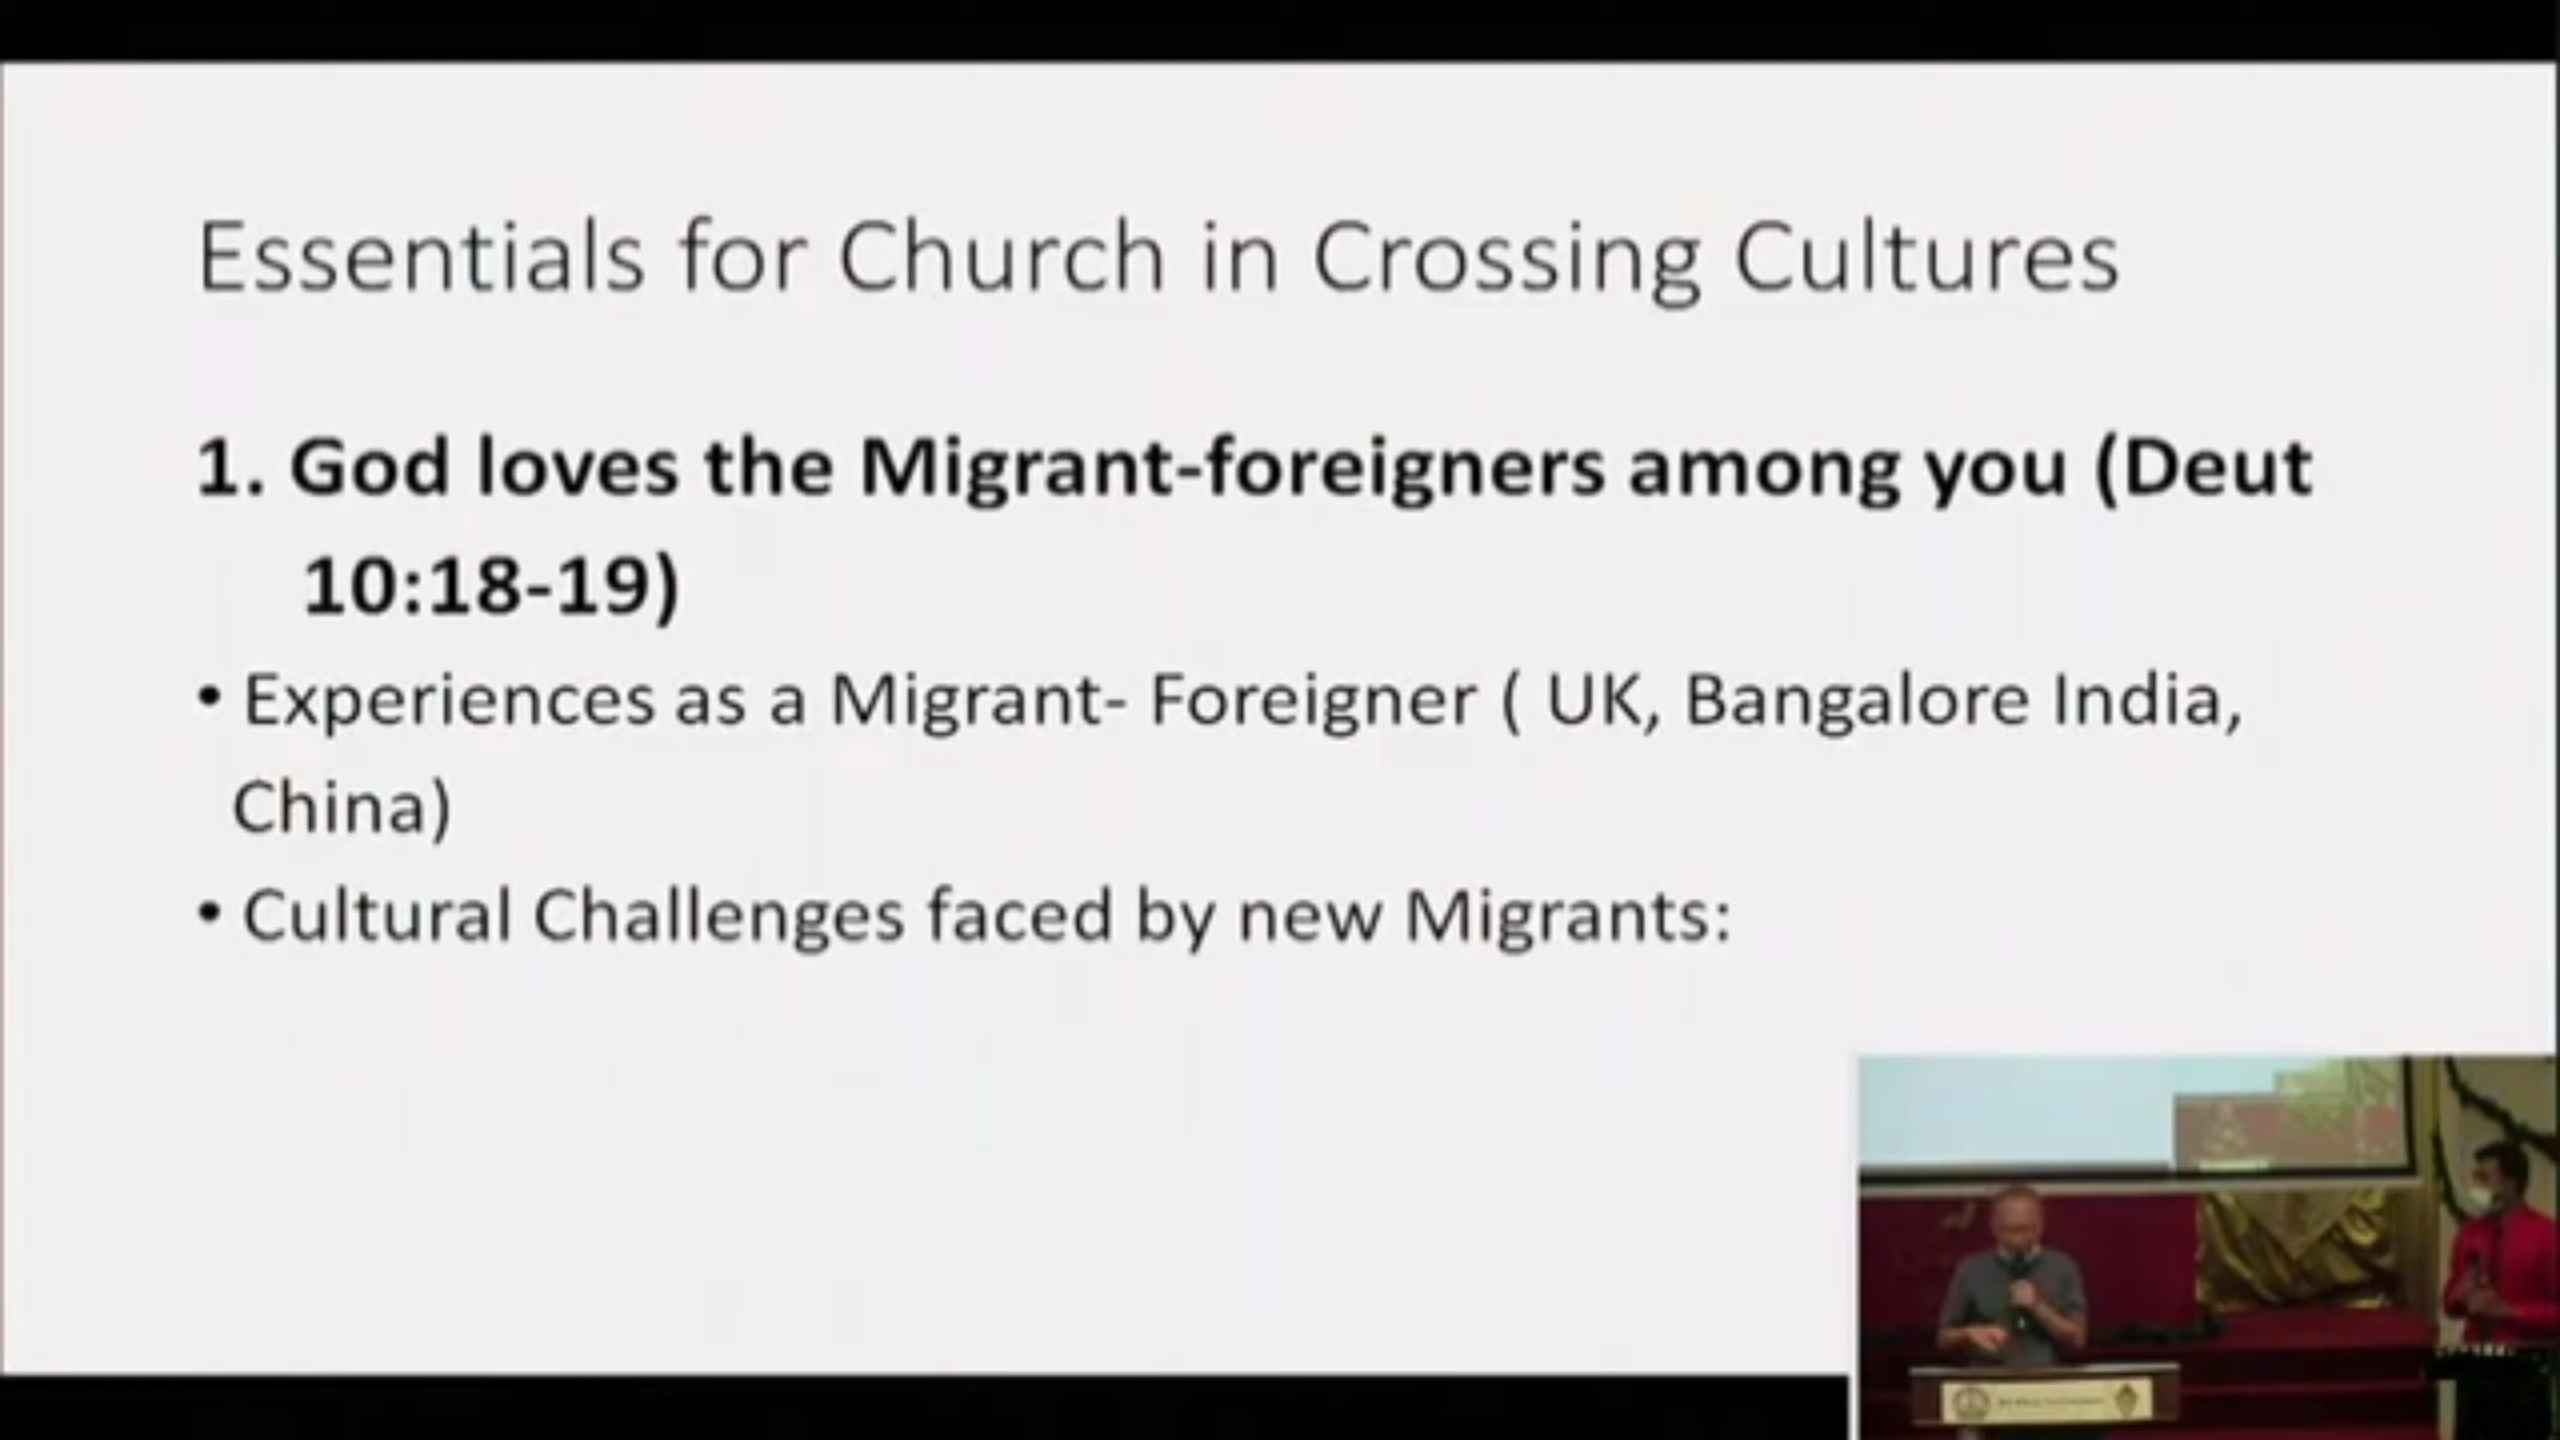 Essentials for Church in Crossing Cultures
1. God loves the Migrant-foreigners among you (Deut
10:18-19)
• Experiences as a Migrant- Foreigner ( UK, Bangalore India,
China)
• Cultural Challenges faced by new Migrants: